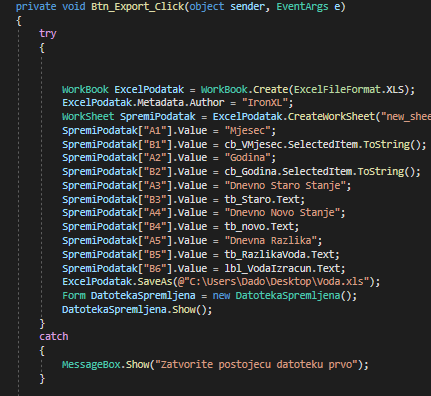 private void Btn_Export_Click(object sender, EventArgs e)
{
try
{
WorkBook ExcelPodatak = WorkBook.Create(ExcelFileFormat.XLS);
ExcelPodatak.Metadata.Author = "IronXL";
WorkSheet SpremiPodatak = ExcelPodatak.CreateWorkSheet("new_shee
SpremiPodatak["A1"].Value = "Mjesec";
SpremiPodatak["B1"].Value = cb_VMjesec.SelectedItem.ToString();
SpremiPodatak["A2"].Value = "Godina";
SpremiPodatak["B2"].Value = cb_Godina.SelectedItem.ToString();
SpremiPodatak["A3"].Value = "Dnevno Staro Stanje";
SpremiPodatak["B3"].Value = tb_Staro.Text;
SpremiPodatak["A4"].Value = "Dnevno Novo Stanje";
SpremiPodatak["B4"].Value = tb_novo.Text;
SpremiPodatak["A5"].Value = "Dnevna Razlika";
SpremiPodatak["B5"].Value = tb_RazlikaVoda.Text;
SpremiPodatak["B6"].Value = lbl_VodaIzracun.Text;
ExcelPodatak.SaveAs(@"C:\Users\Dado\Desktop\Voda.xls");
Form DatotekaSpremljena = new DatotekaSpremljena();
DatotekaSpremljena.Show();
}
catch
{
MessageBox.Show("Zatvorite postojecu datoteku prvo");
}